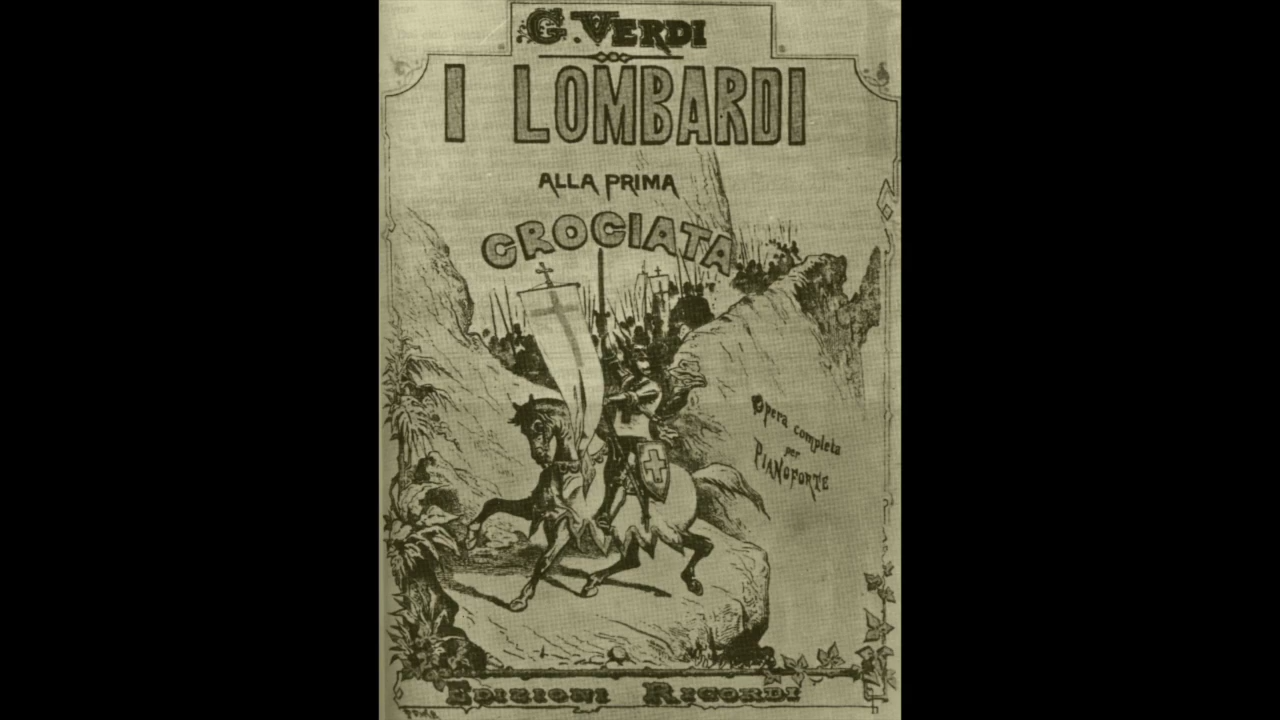 G. VERDI
I LOMBARDI
ALLA PRIMA
CROCIATA
Opera completa
per
PIANOFORTE
EDIZIONI RICORDI